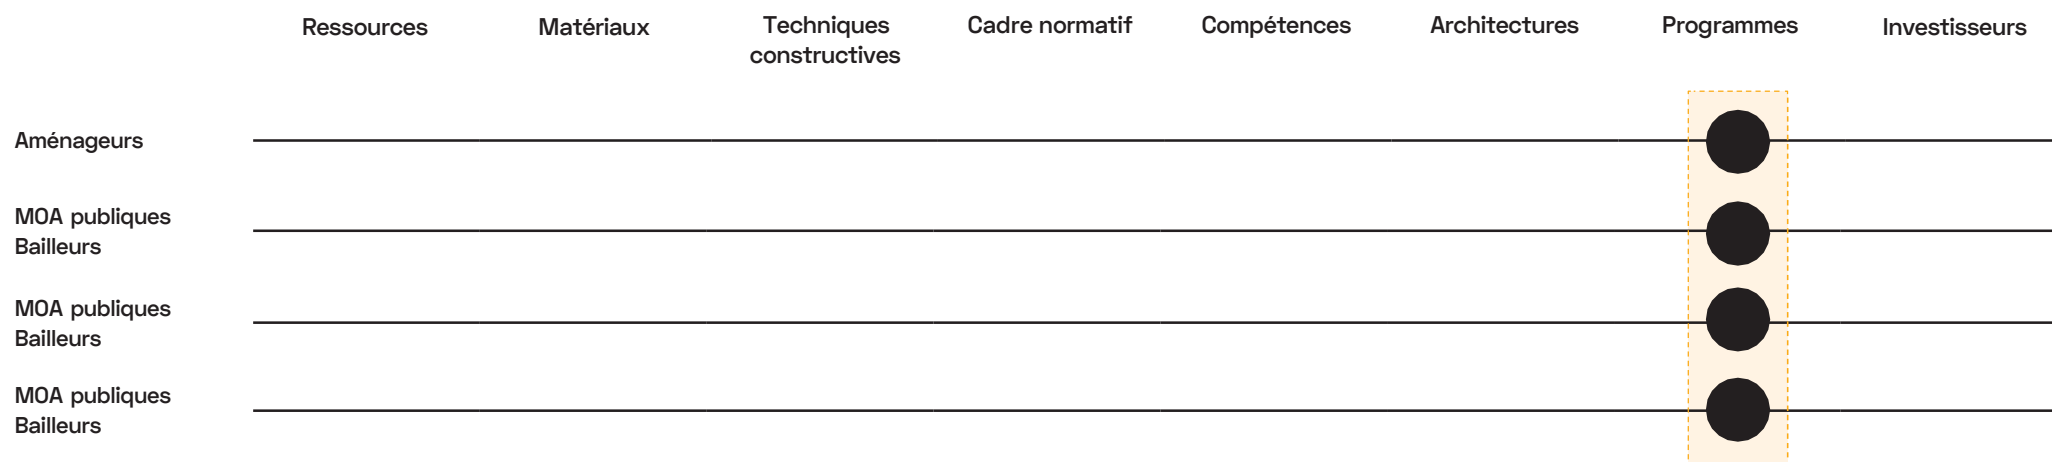 Ressources
Matériaux
Techniques
constructives
Cadre normatif
Compétences
Architectures
Programmes
Investisseurs
Aménageurs
MOA publiques
Bailleurs
MOA publiques
Bailleurs
MOA publiques
Bailleurs